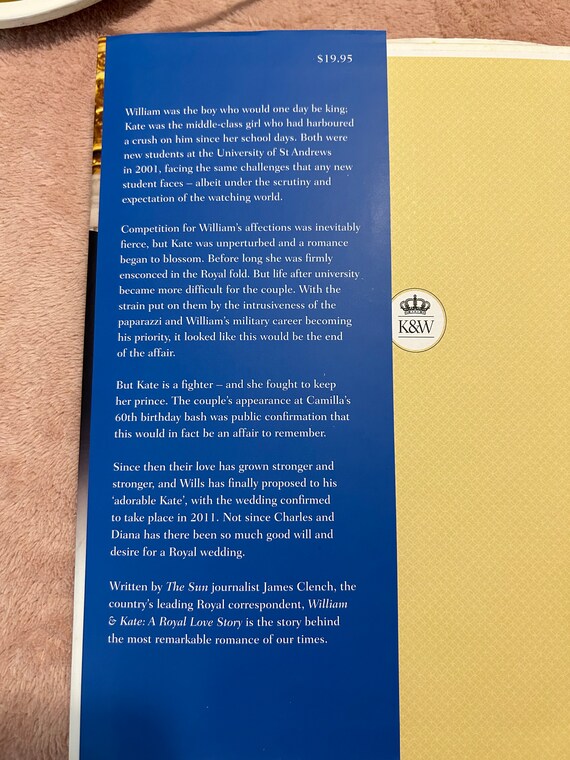 $19.95
William was the boy who would one day be king;
Kate was the middle-class girl who had harboured
a crush on him since her school days. Both were
new students at the University of St Andrews
in 2001, facing the same challenges that any new
student faces – albeit under the scrutiny and
expectation of the watching world.
Competition for William's affections was inevitably
fierce, but Kate was unperturbed and a romance
began to blossom. Before long she was firmly
ensconced in the Royal fold. But life after university
became more difficult for the couple. With the
strain put on them by the intrusiveness of the
paparazzi and William's military career becoming
his priority, it looked like this would be the end
of the affair.
But Kate is a fighter – and she fought to keep
her prince. The couple's appearance at Camilla's
60th birthday bash was public confirmation that
this would in fact be an affair to remember.
Since then their love has grown stronger and
stronger, and Wills has finally proposed to his
'adorable Kate', with the wedding confirmed
to take place in 2011. Not since Charles and
Diana has there been so much good will and
desire for a Royal wedding.
Written by The Sun journalist James Clench, the
country's leading Royal correspondent, William
& Kate: A Royal Love Story is the story behind
the most remarkable romance of our times.
K&W